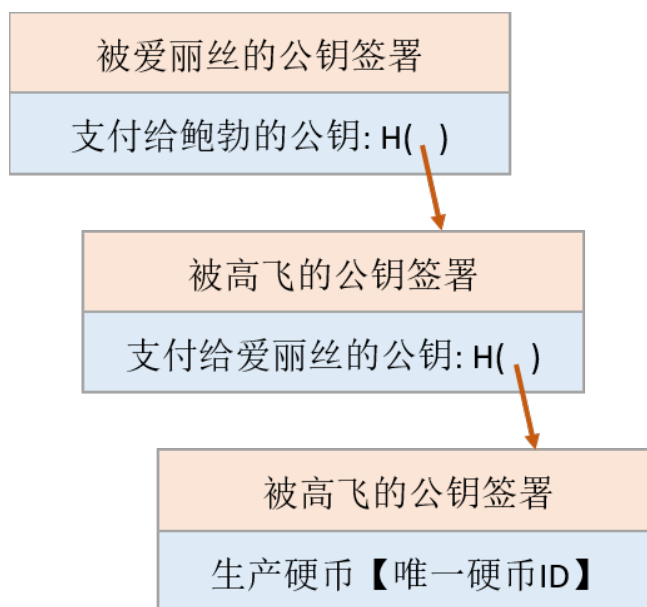 被爱丽丝的公钥签署
支付给鲍勃的公钥: H( )
被高飞的公钥签署
支付给爱丽丝的公钥: H( )
被高飞的公钥签署
生产硬币【唯一硬币ID】